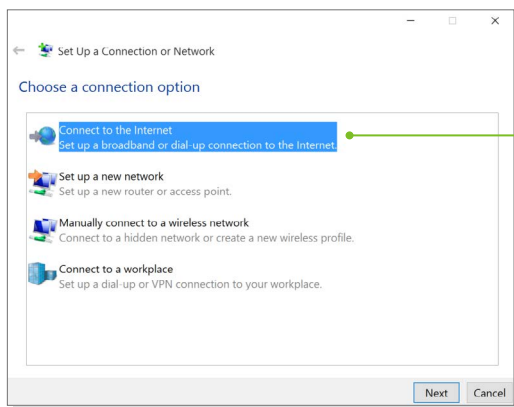 Set Up a Connection or Network
Choose a connection option
Connect to the Internet
Set up a broadband or dial-up connection to the Internet.
Set up a new network
Set up a new router or access point.
Manually connect to a wireless network
Connect to a hidden network or create a new wireless profile.
Connect to a workplace
Set up a dial-up or VPN connection to your workplace.
Next Cancel